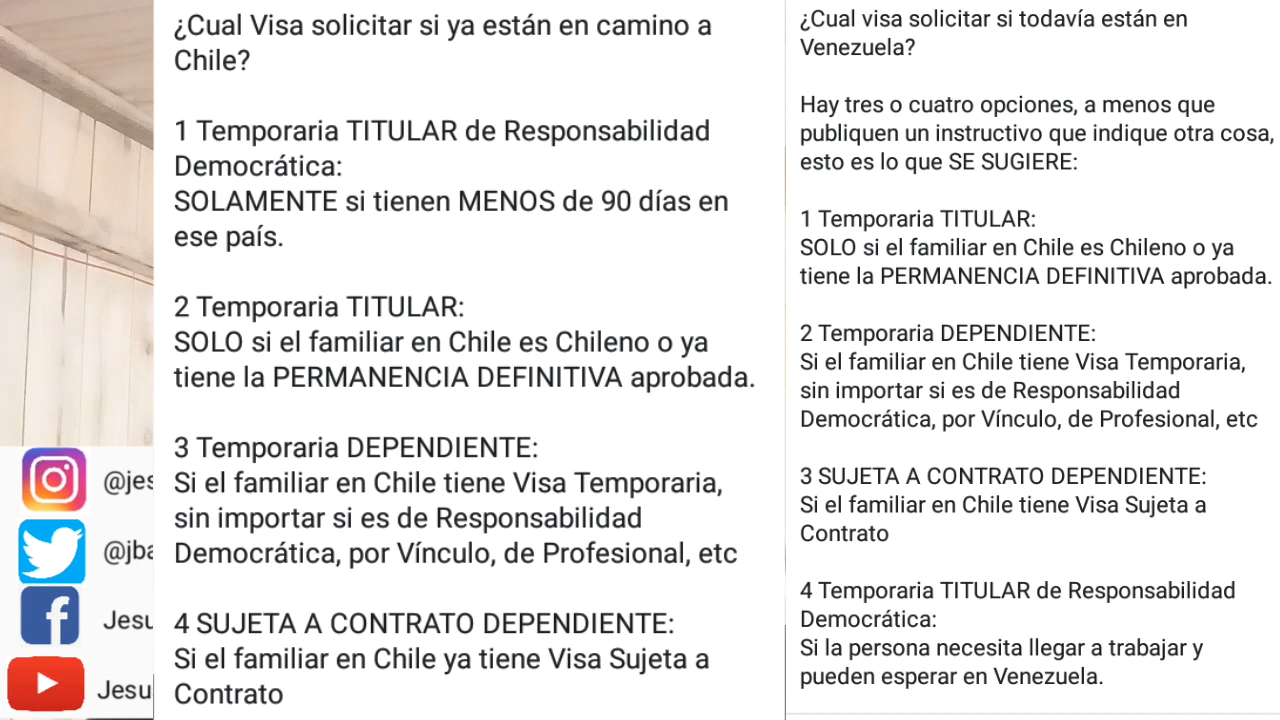 ¿Cual Visa solicitar si ya están en camino a
Chile?
1 Temporaria TITULAR de Responsabilidad
Democrática:
SOLAMENTE si tienen MENOS de 90 días en
ese país.
2 Temporaria TITULAR:
SOLO si el familiar en Chile es Chileno o ya
tiene la PERMANENCIA DEFINITIVA aprobada.
3 Temporaria DEPENDIENTE:
Si el familiar en Chile tiene Visa Temporaria,
sin importar si es de Responsabilidad
Democrática, por Vínculo, de Profesional, etc
4 SUJETA A CONTRATO DEPENDIENTE:
Si el familiar en Chile ya tiene Visa Sujeta a
Contrato
¿Cual visa solicitar si todavía están en
Venezuela?
Hay tres o cuatro opciones, a menos que
publiquen un instructivo que indique otra cosa,
esto es lo que SE SUGIERE:
1 Temporaria TITULAR:
SOLO si el familiar en Chile es Chileno o ya
tiene la PERMANENCIA DEFINITIVA aprobada.
2 Temporaria DEPENDIENTE:
Si el familiar en Chile tiene Visa Temporaria,
sin importar si es de Responsabilidad
Democrática, por Vínculo, de Profesional, etc
3 SUJETA A CONTRATO DEPENDIENTE:
Si el familiar en Chile tiene Visa Sujeta a
Contrato
4 Temporaria TITULAR de Responsabilidad
Democrática:
Si la persona necesita llegar a trabajar y
pueden esperar en Venezuela.
@jes
@jba
Jesu
Jesu